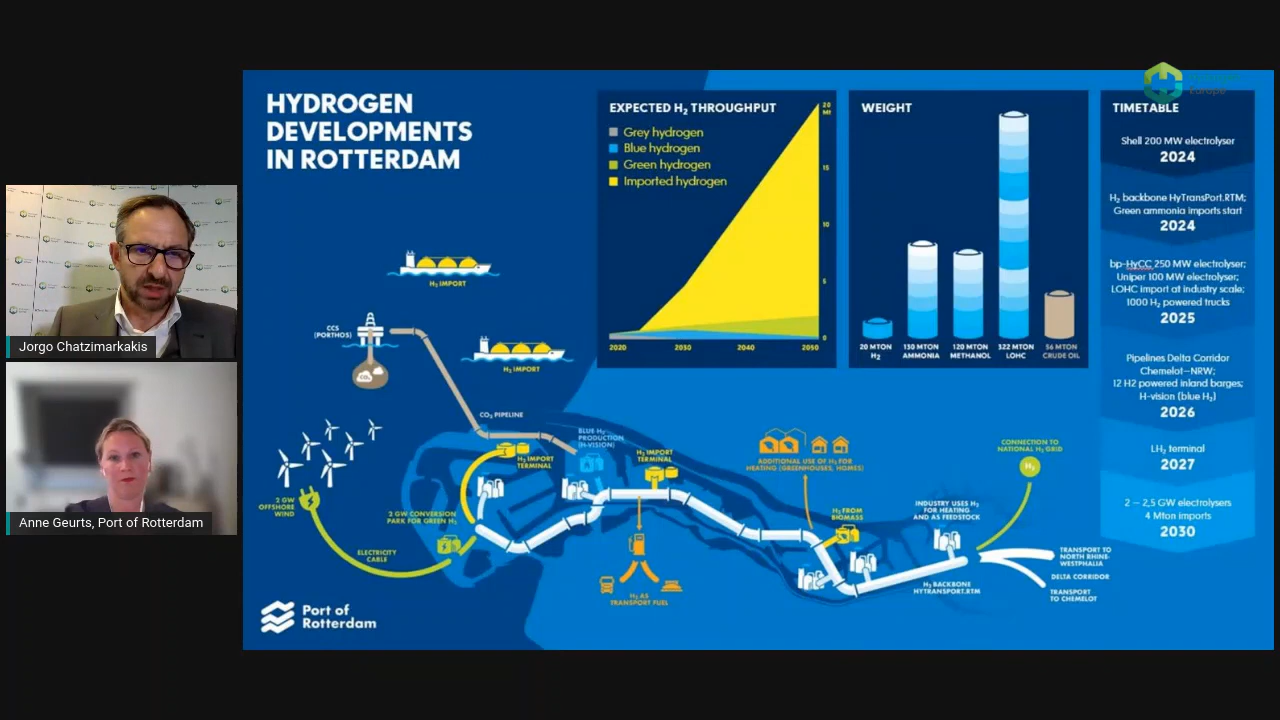 HYDROGEN
DEVELOPMENTS
IN ROTTERDAM
EXPECTED H₂ THROUGHPUT
Grey hydrogen
Blue hydrogen
Green hydrogen
Imported hydrogen
20
Mt
15
10
5
0
2020
2030
2040
2050
WEIGHT
20 MTON
H₂
130 MTON
AMMONIA
120 MTON
METHANOL
322 MTON
LOHC
56 MTON
CRUDE OIL
Europe
TIMETABLE
Shell 200 MW electrolyser
2024
H₂ backbone HyTransPort.RTM;
Green ammonia imports start
2024
bp-HyCC 250 MW electrolyser;
Uniper 100 MW electrolyser;
LOHC import at industry scale;
1000 H₂ powered trucks
2025
Pipelines Delta Corridor
Chemelot–NRW;
12 H2 powered inland barges;
H-vision (blue H₂)
2026
LH₂ terminal
2027
2 – 2,5 GW electrolysers
4 Mton imports
2030
H₂ IMPORT
H₂ IMPORT
CCS
(PORTHOS)
CO₂
CO₂ PIPELINE
BLUE H₂
PRODUCTION
(H-VISION)
H₂ IMPORT
TERMINAL
H₂ IMPORT
TERMINAL
2 GW
OFFSHORE
WIND
2 GW CONVERSION
PARK FOR GREEN H₂
ELECTRICITY
CABLE
ADDITIONAL USE OF H₂ FOR
HEATING (GREENHOUSES, HOMES)
H₂ FROM
BIOMASS
H₂ AS
TRANSPORT FUEL
INDUSTRY USES H₂
FOR HEATING
AND AS FEEDSTOCK
CONNECTION TO
NATIONAL H₂ GRID
H₂
H₂ BACKBONE
HYTRANSPORT.RTM
TRANSPORT TO
NORTH RHINE-
WESTPHALIA
DELTA CORRIDOR
TRANSPORT
TO CHEMELOT
Port of
Rotterdam
Jorgo Chatzimarkakis
Anne Geurts, Port of Rotterdam